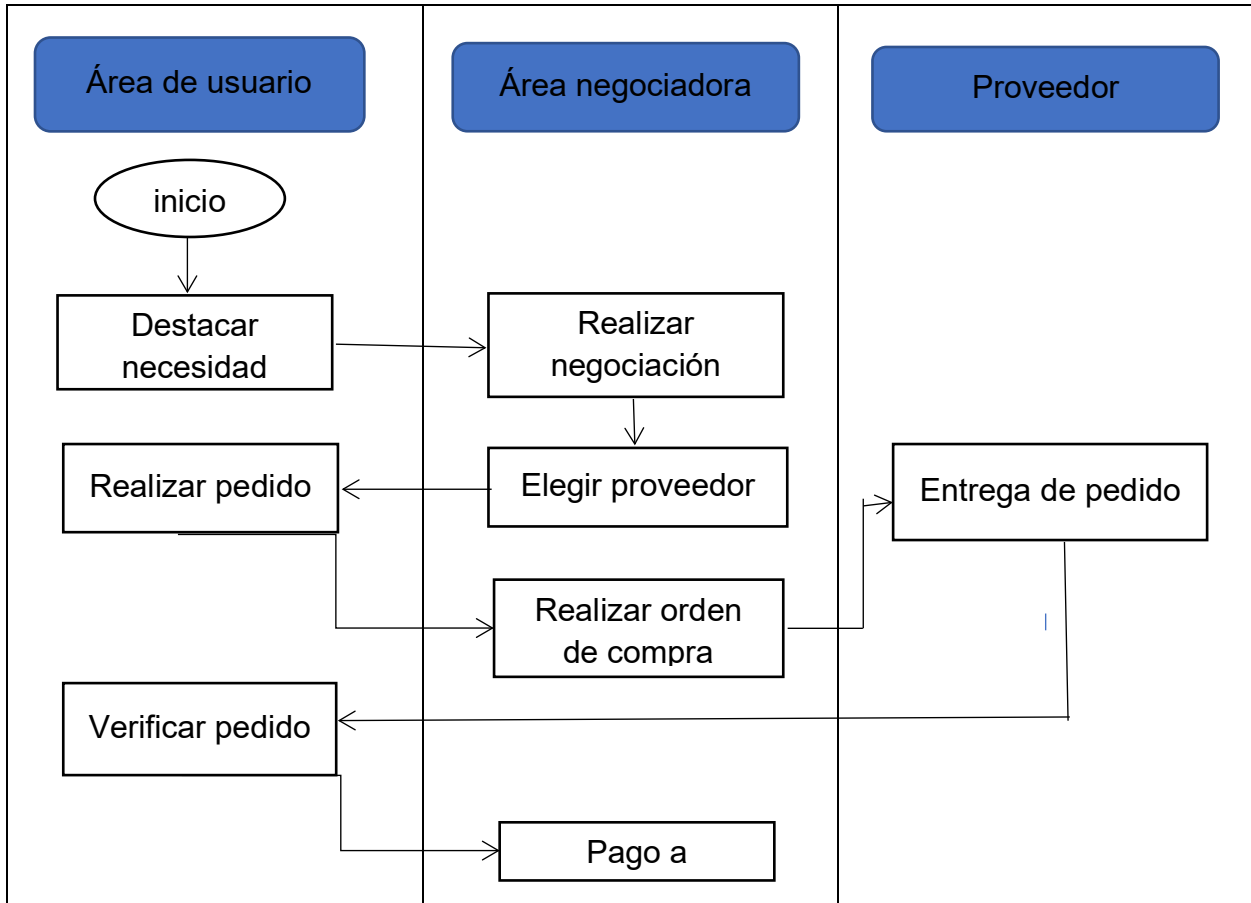 Área de usuario
Área negociadora
Proveedor
inicio
Destacar
necesidad
Realizar
negociación
Realizar pedido
Elegir proveedor
Entrega de pedido
Realizar orden
de compra
Verificar pedido
Pago a